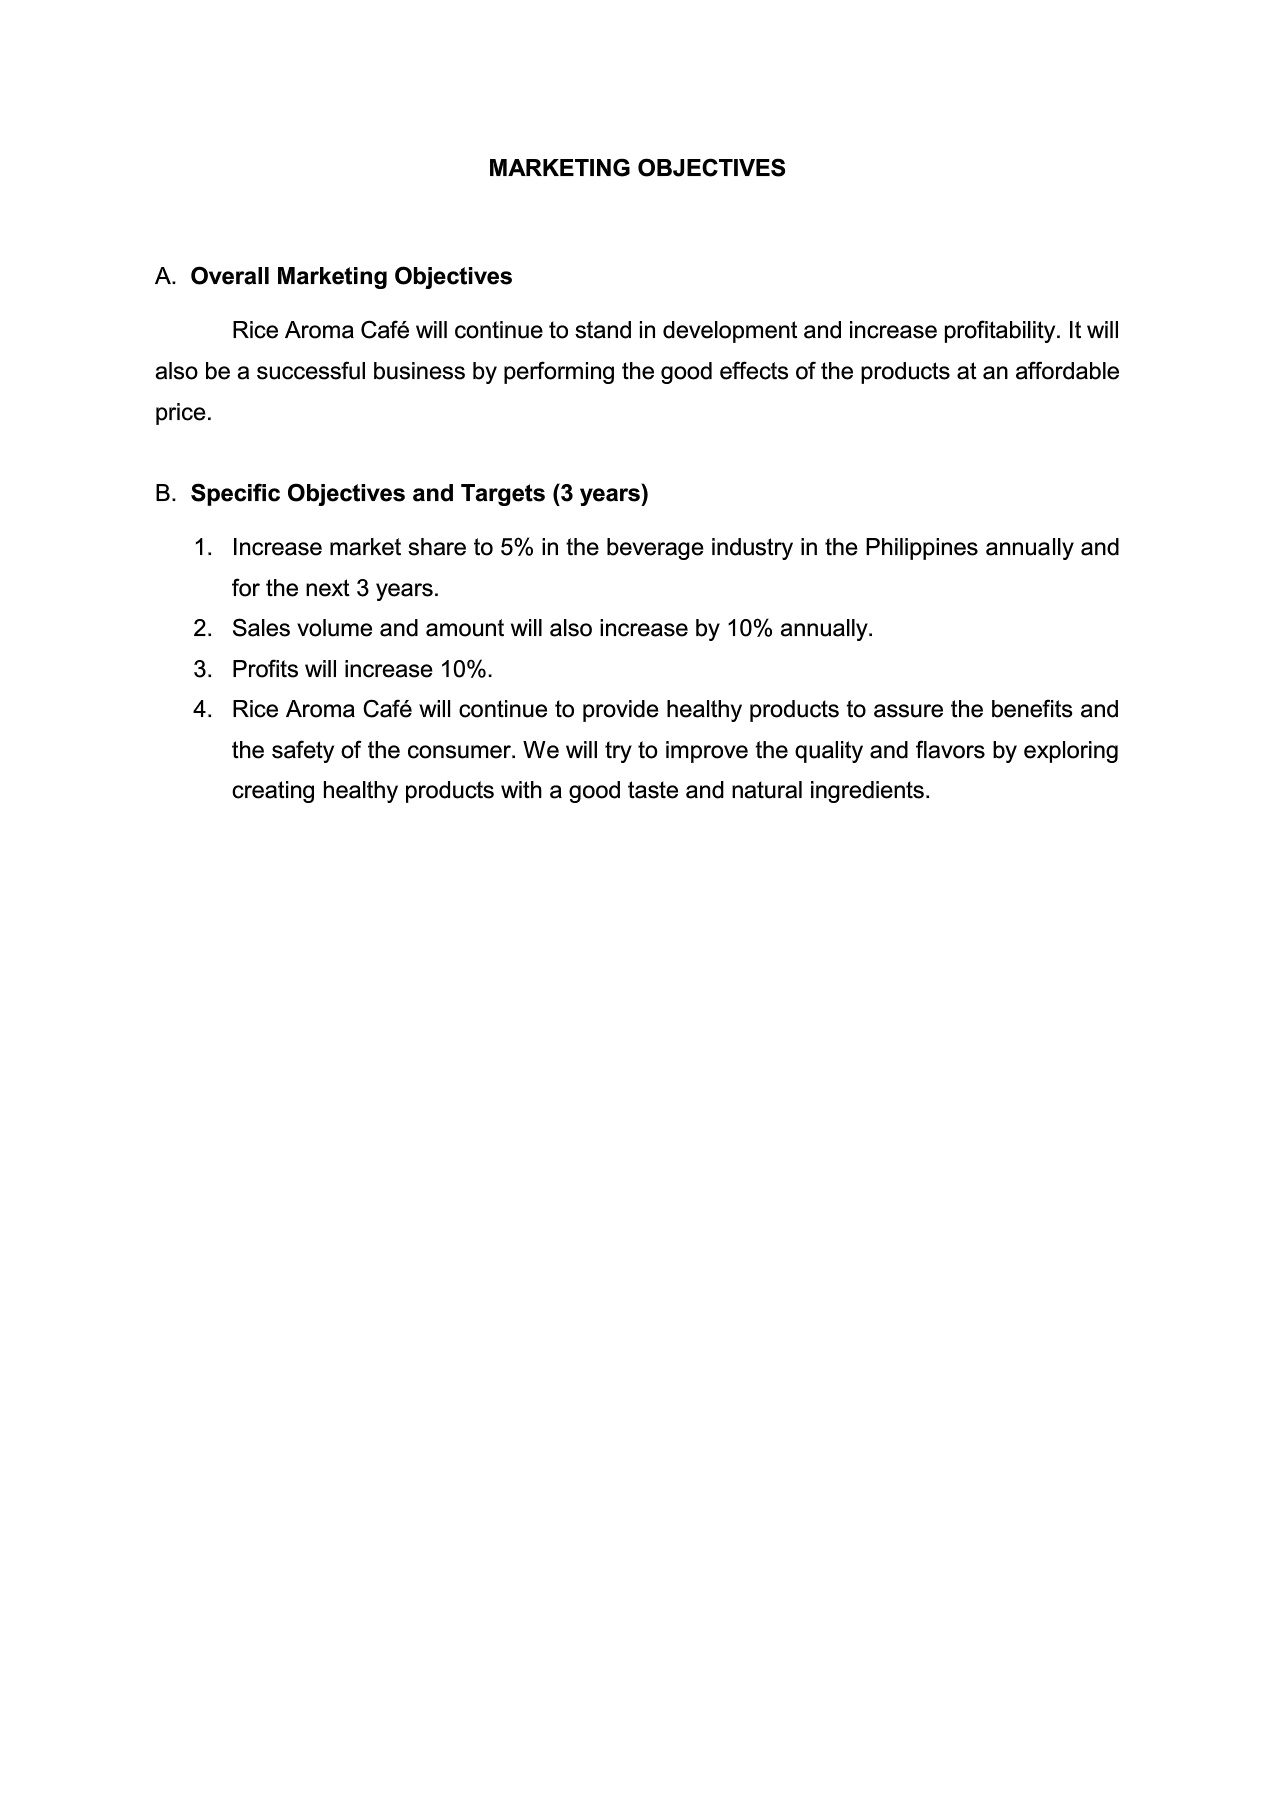 MARKETING OBJECTIVES
A. Overall Marketing Objectives
Rice Aroma Café will continue to stand in development and increase profitability. It will
also be a successful business by performing the good effects of the products at an affordable
price.
B. Specific Objectives and Targets (3 years)
1. Increase market share to 5% in the beverage industry in the Philippines annually and
for the next 3 years.
2. Sales volume and amount will also increase by 10% annually.
3. Profits will increase 10%.
4. Rice Aroma Café will continue to provide healthy products to assure the benefits and
the safety of the consumer. We will try to improve the quality and flavors by exploring
creating healthy products with a good taste and natural ingredients.